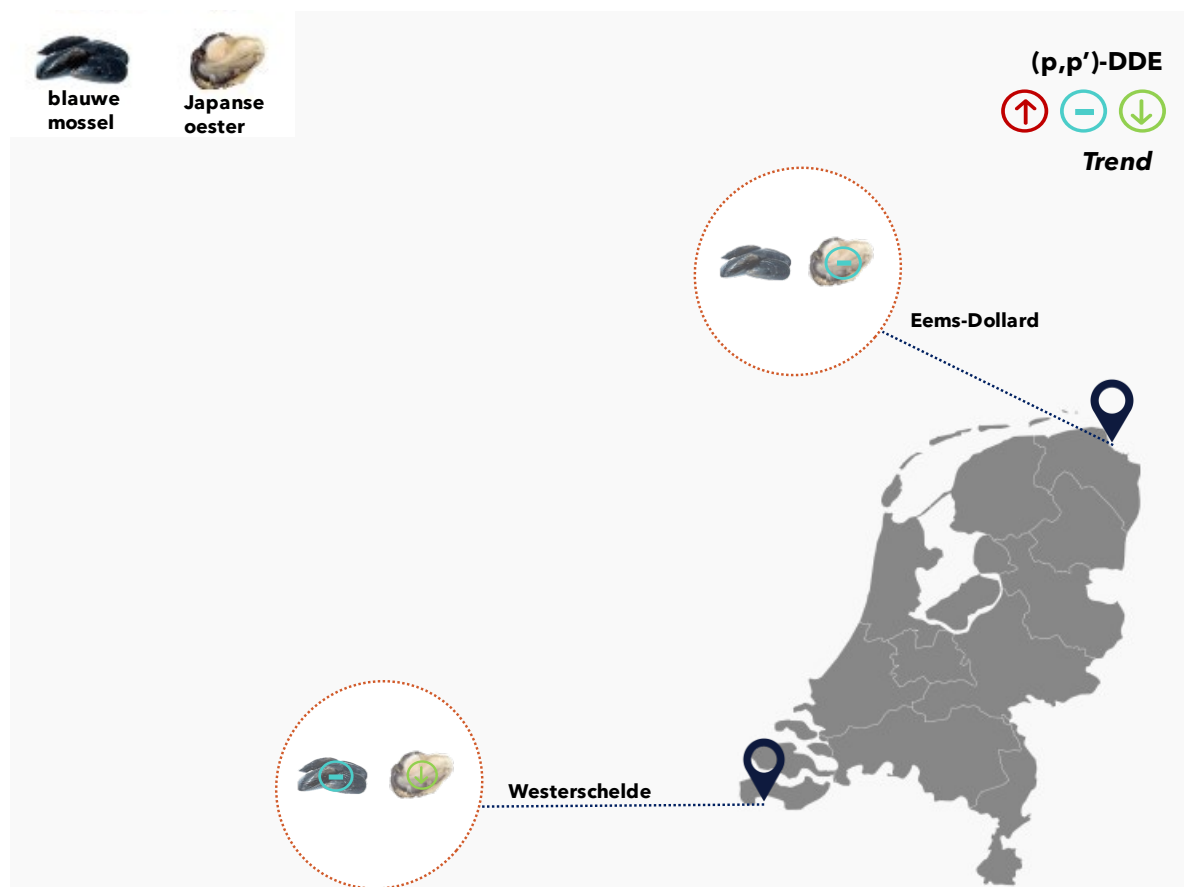 blauwe
mossel
Japanse
oester
(p,p’)-DDE
Trend
Eems-Dollard
Westerschelde